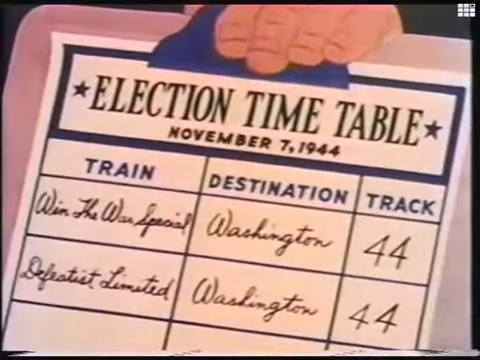 ★ELECTION TIME TABLE★
NOVEMBER 7, 1944
TRAIN DESTINATION TRACK
Win The War Special Washington 44
Defeatist Limited Washington 44